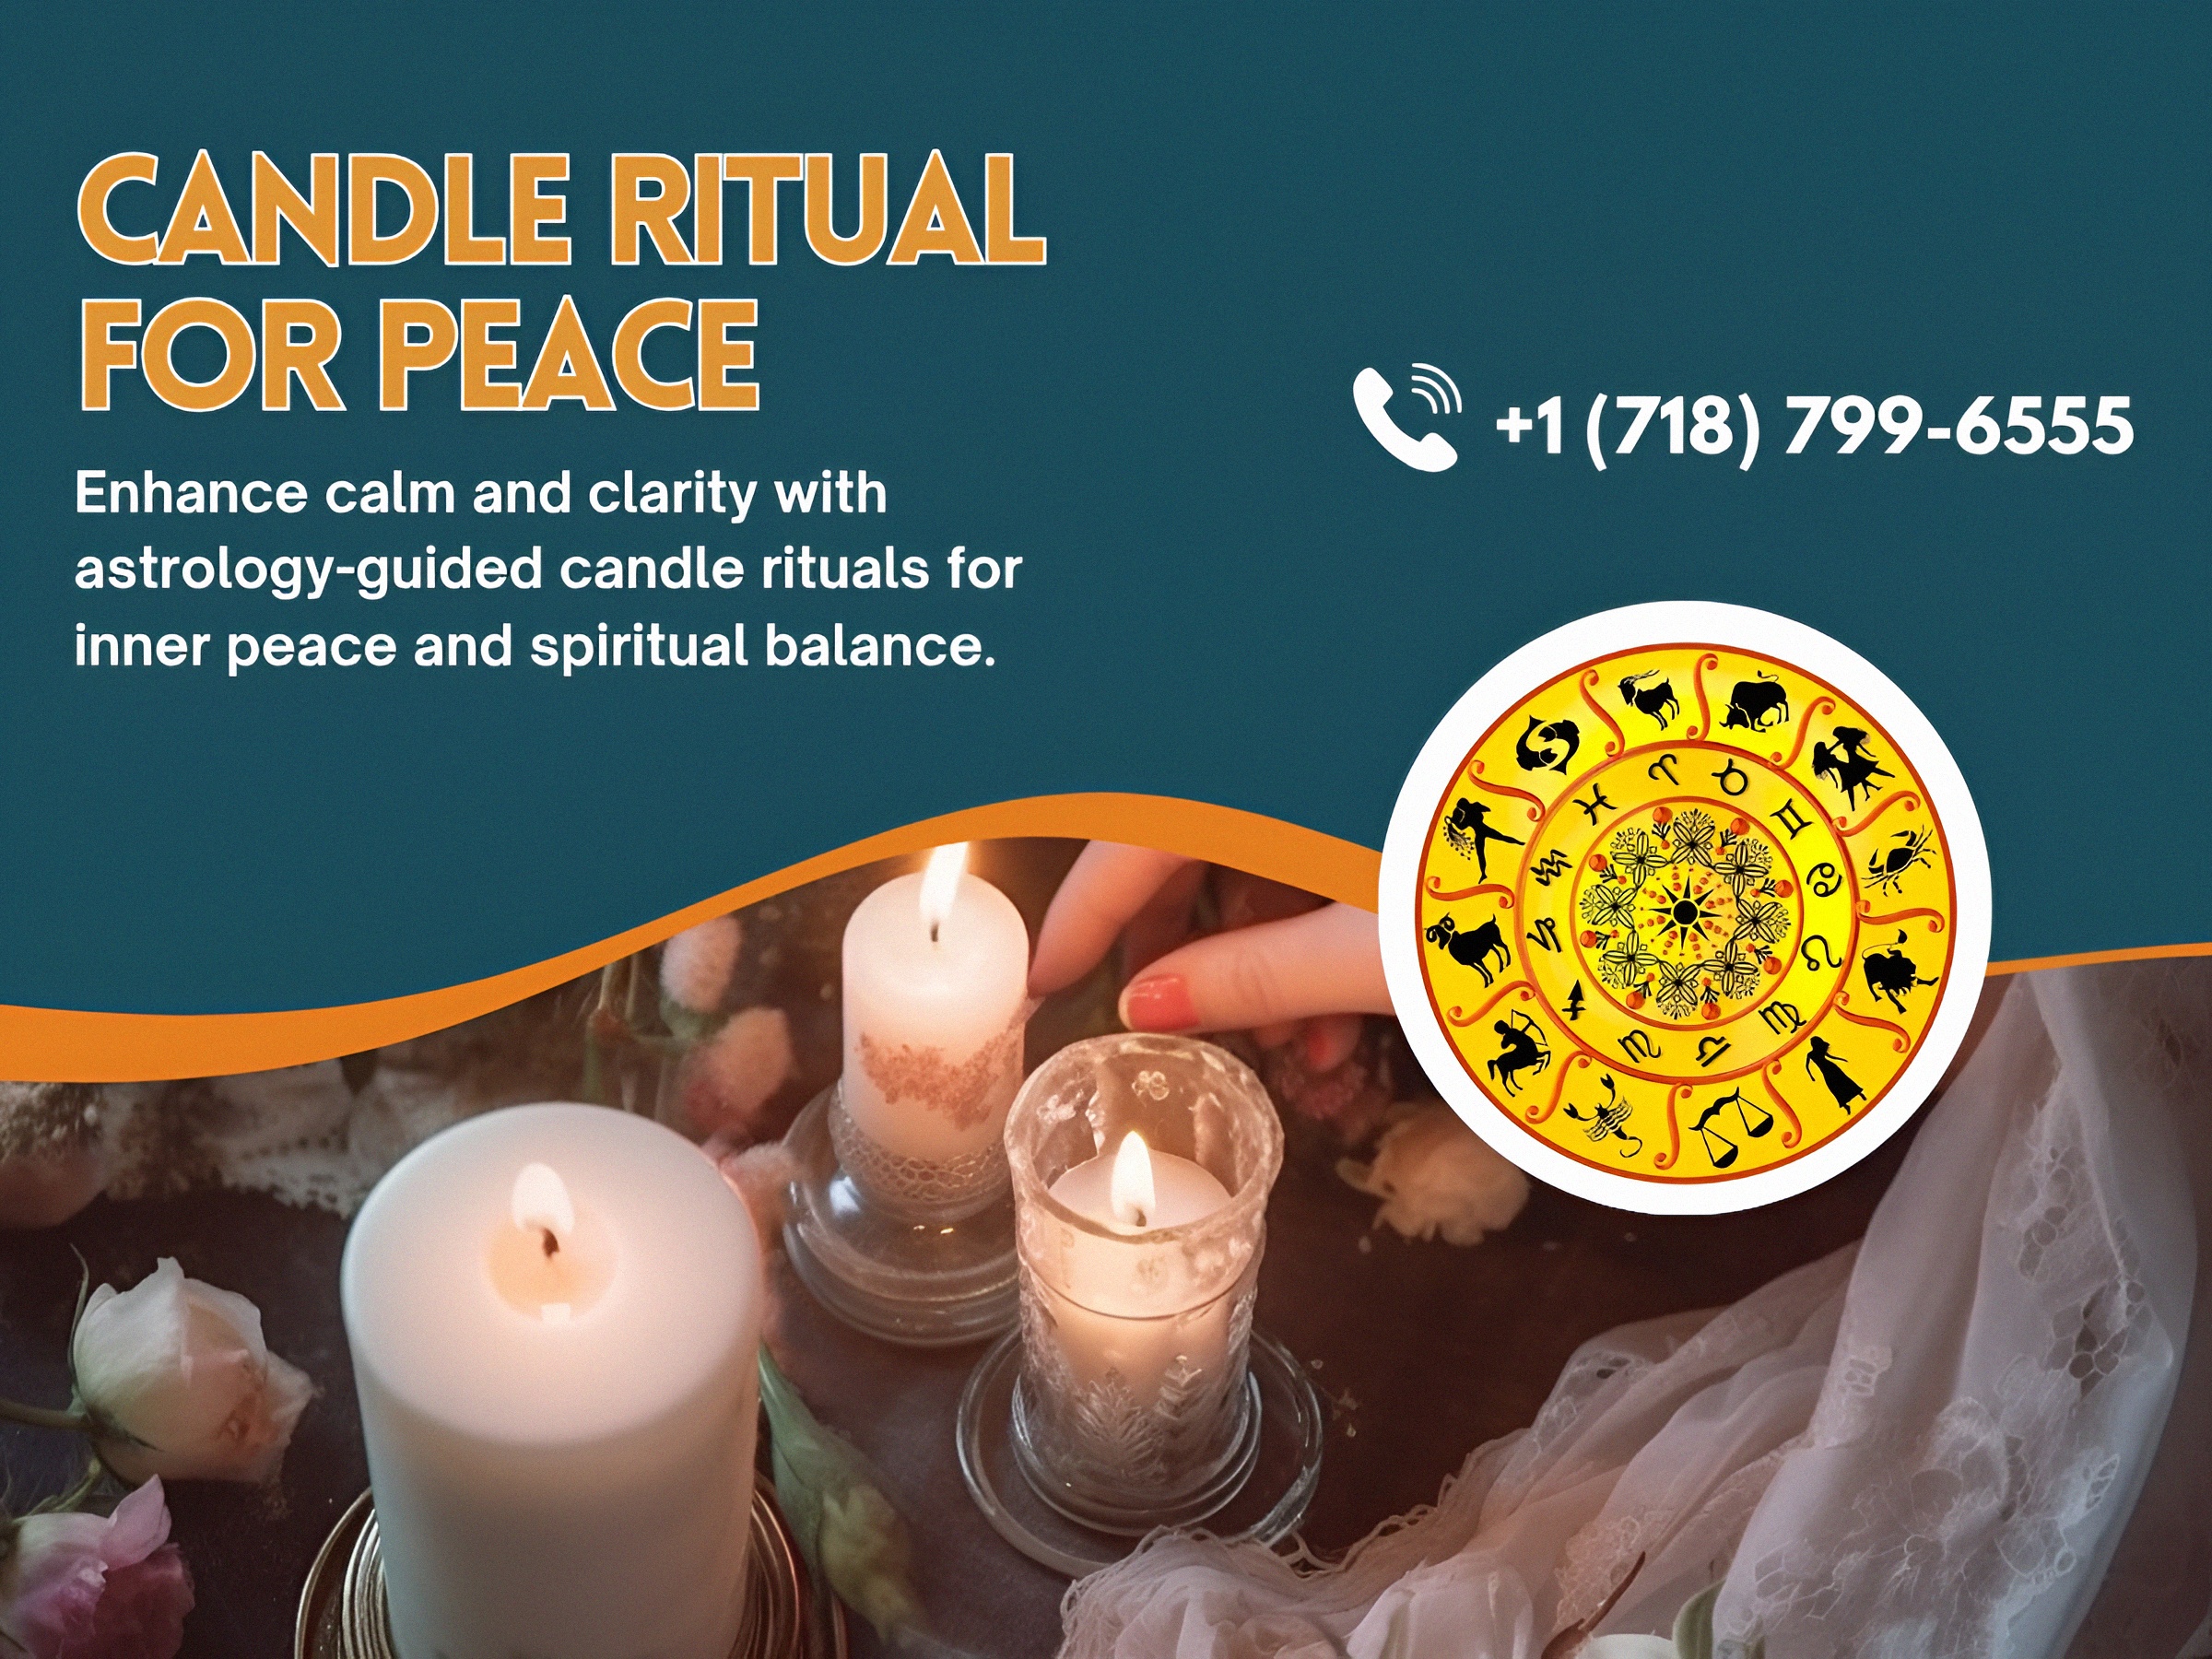 CANDLE RITUAL
FOR PEACE
Enhance calm and clarity with
astrology-guided candle rituals for
inner peace and spiritual balance.
+1 (718) 799-6555
♈ ♉ ♊ ♋ ♌ ♍ ♎ ♏ ♐ ♑ ♒ ♓